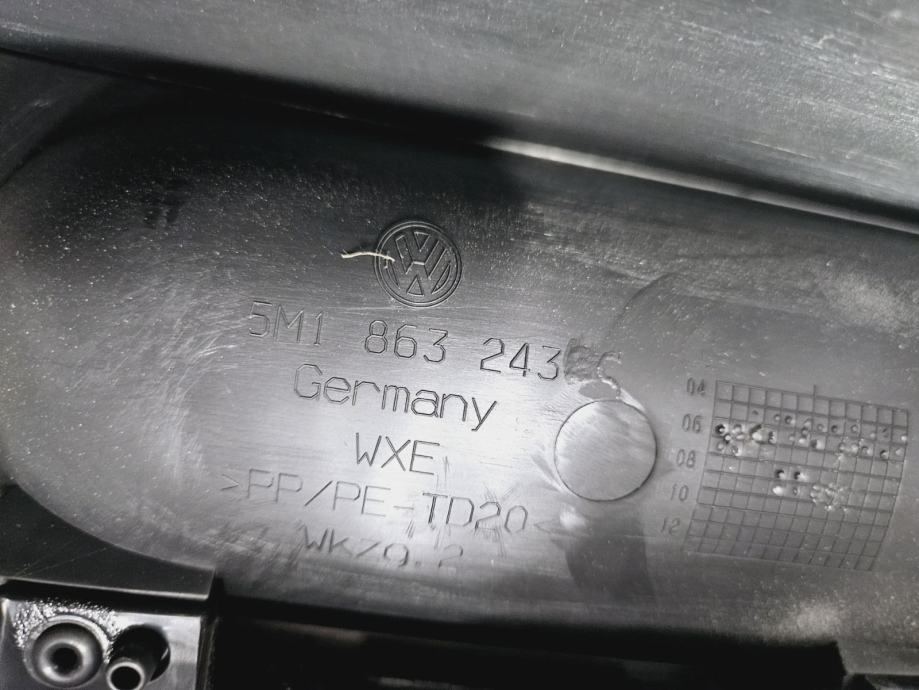 5M1 863 243 C
Germany
WXE
>PP/PE-TD20<
WKZ9.2
04
06
08
10
12